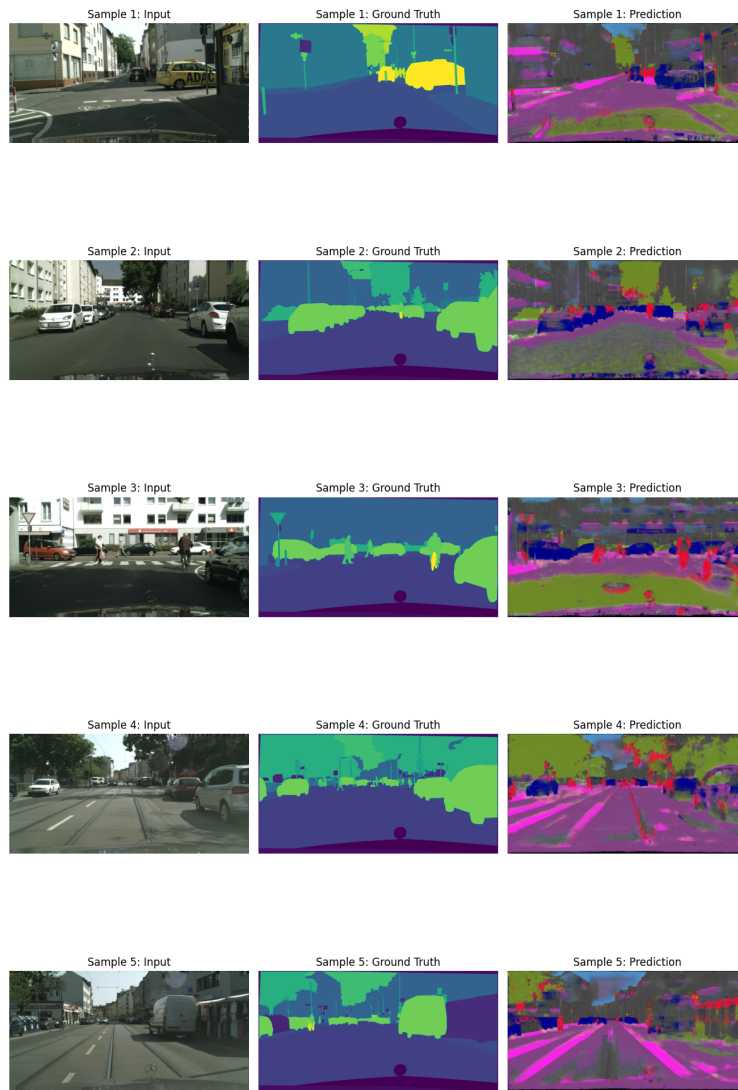 Sample 1: Input
Sample 1: Ground Truth
Sample 1: Prediction
ADAC
Sample 2: Input
Sample 2: Ground Truth
Sample 2: Prediction
Sample 3: Input
Sample 3: Ground Truth
Sample 3: Prediction
Sample 4: Input
Sample 4: Ground Truth
Sample 4: Prediction
Sample 5: Input
Sample 5: Ground Truth
Sample 5: Prediction